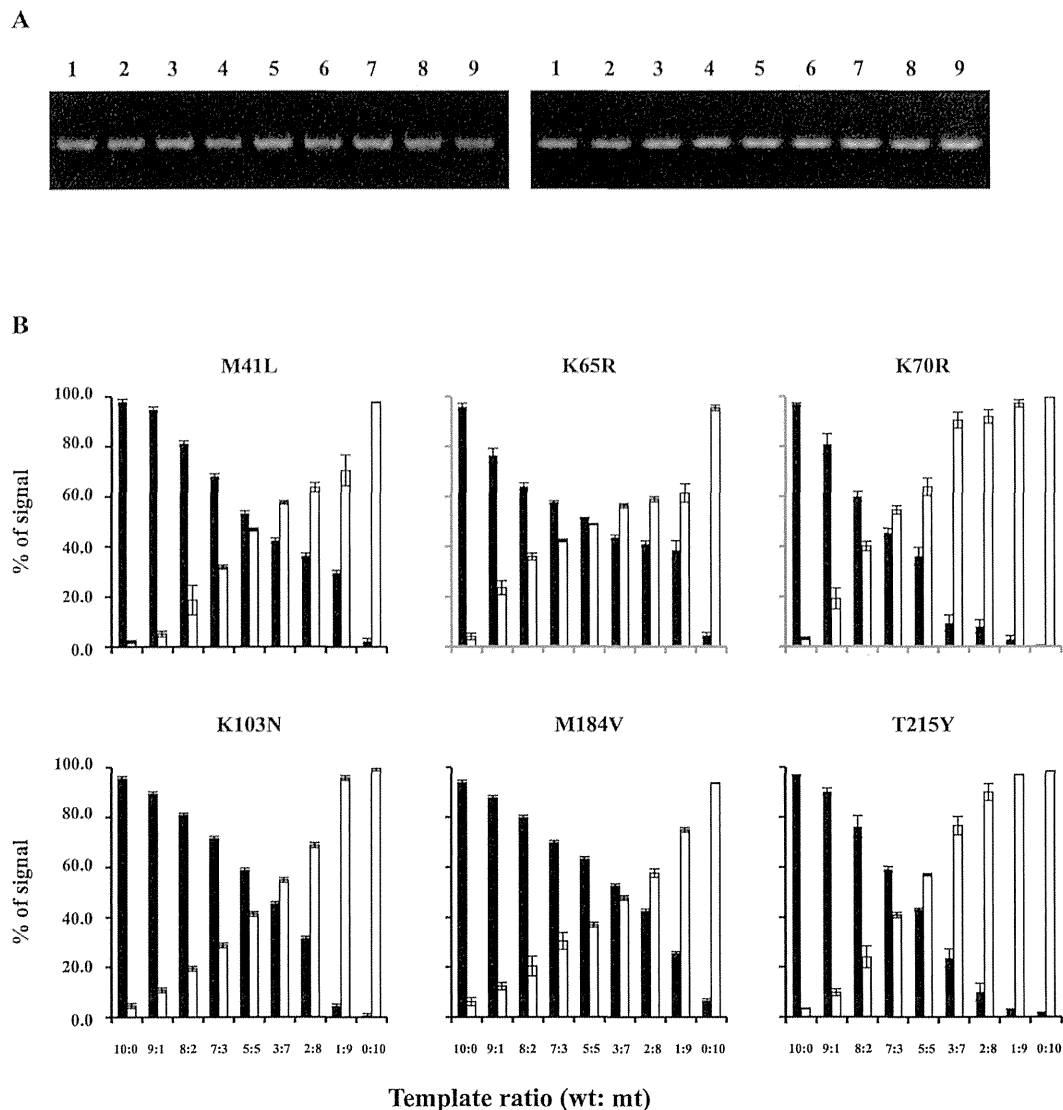 A
1 2 3 4 5 6 7 8 9 1 2 3 4 5 6 7 8 9
B
M41L K65R K70R
100.0
80.0
60.0
40.0
20.0
0.0
% of signal
K103N M184V T215Y
100.0
80.0
60.0
40.0
20.0
0.0
% of signal
10:0 9:1 8:2 7:3 5:5 3:7 2:8 1:9 0:10 10:0 9:1 8:2 7:3 5:5 3:7 2:8 1:9 0:10 10:0 9:1 8:2 7:3 5:5 3:7 2:8 1:9 0:10
Template ratio (wt: mt)